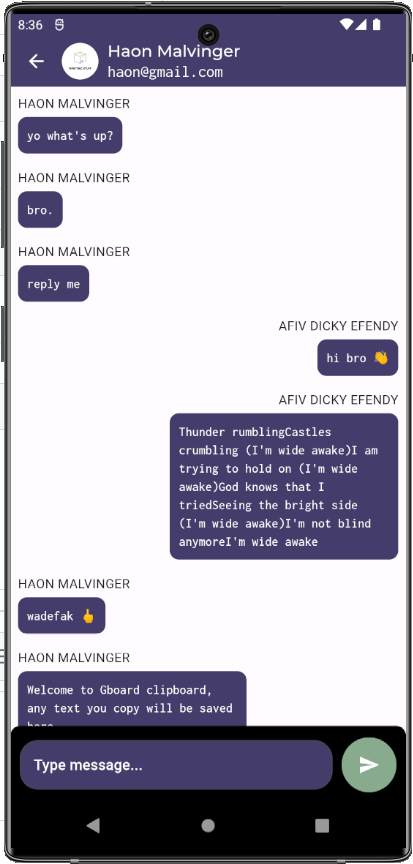 8:36
Haon Malvinger
haon@gmail.com
HAON MALVINGER
yo what's up?
HAON MALVINGER
bro.
HAON MALVINGER
reply me
AFIV DICKY EFENDY
hi bro 👋
AFIV DICKY EFENDY
Thunder rumblingCastles
crumbling (I'm wide awake)I am
trying to hold on (I'm wide
awake)God knows that I
triedSeeing the bright side
(I'm wide awake)I'm not blind
anymoreI'm wide awake
HAON MALVINGER
wadefak 🖕
HAON MALVINGER
Welcome to Gboard clipboard,
any text you copy will be saved
here
Type message...